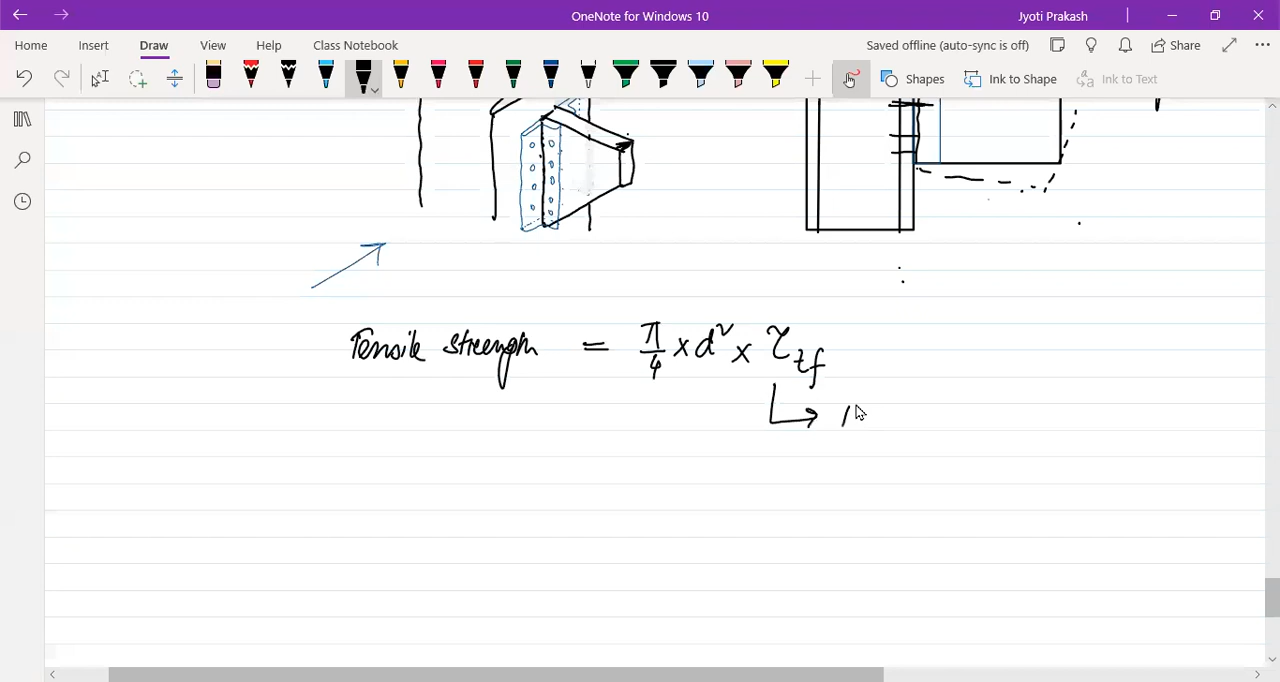 OneNote for Windows 10
Jyoti Prakash
Home Insert Draw View Help Class Notebook
Saved offline (auto-sync is off) Share
Shapes Ink to Shape Ink to Text
Tensile strength = π/4 × d² × τtf